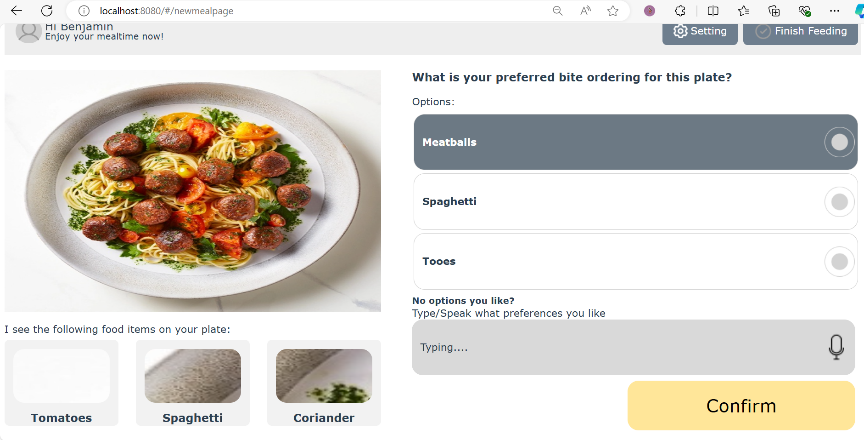 localhost:8080/#/newmealpage
Hi Benjamin
Enjoy your mealtime now!
Setting
Finish Feeding
What is your preferred bite ordering for this plate?
Options:
Meatballs
Spaghetti
Tooes
No options you like?
Type/Speak what preferences you like
Typing....
Confirm
I see the following food items on your plate:
Tomatoes
Spaghetti
Coriander